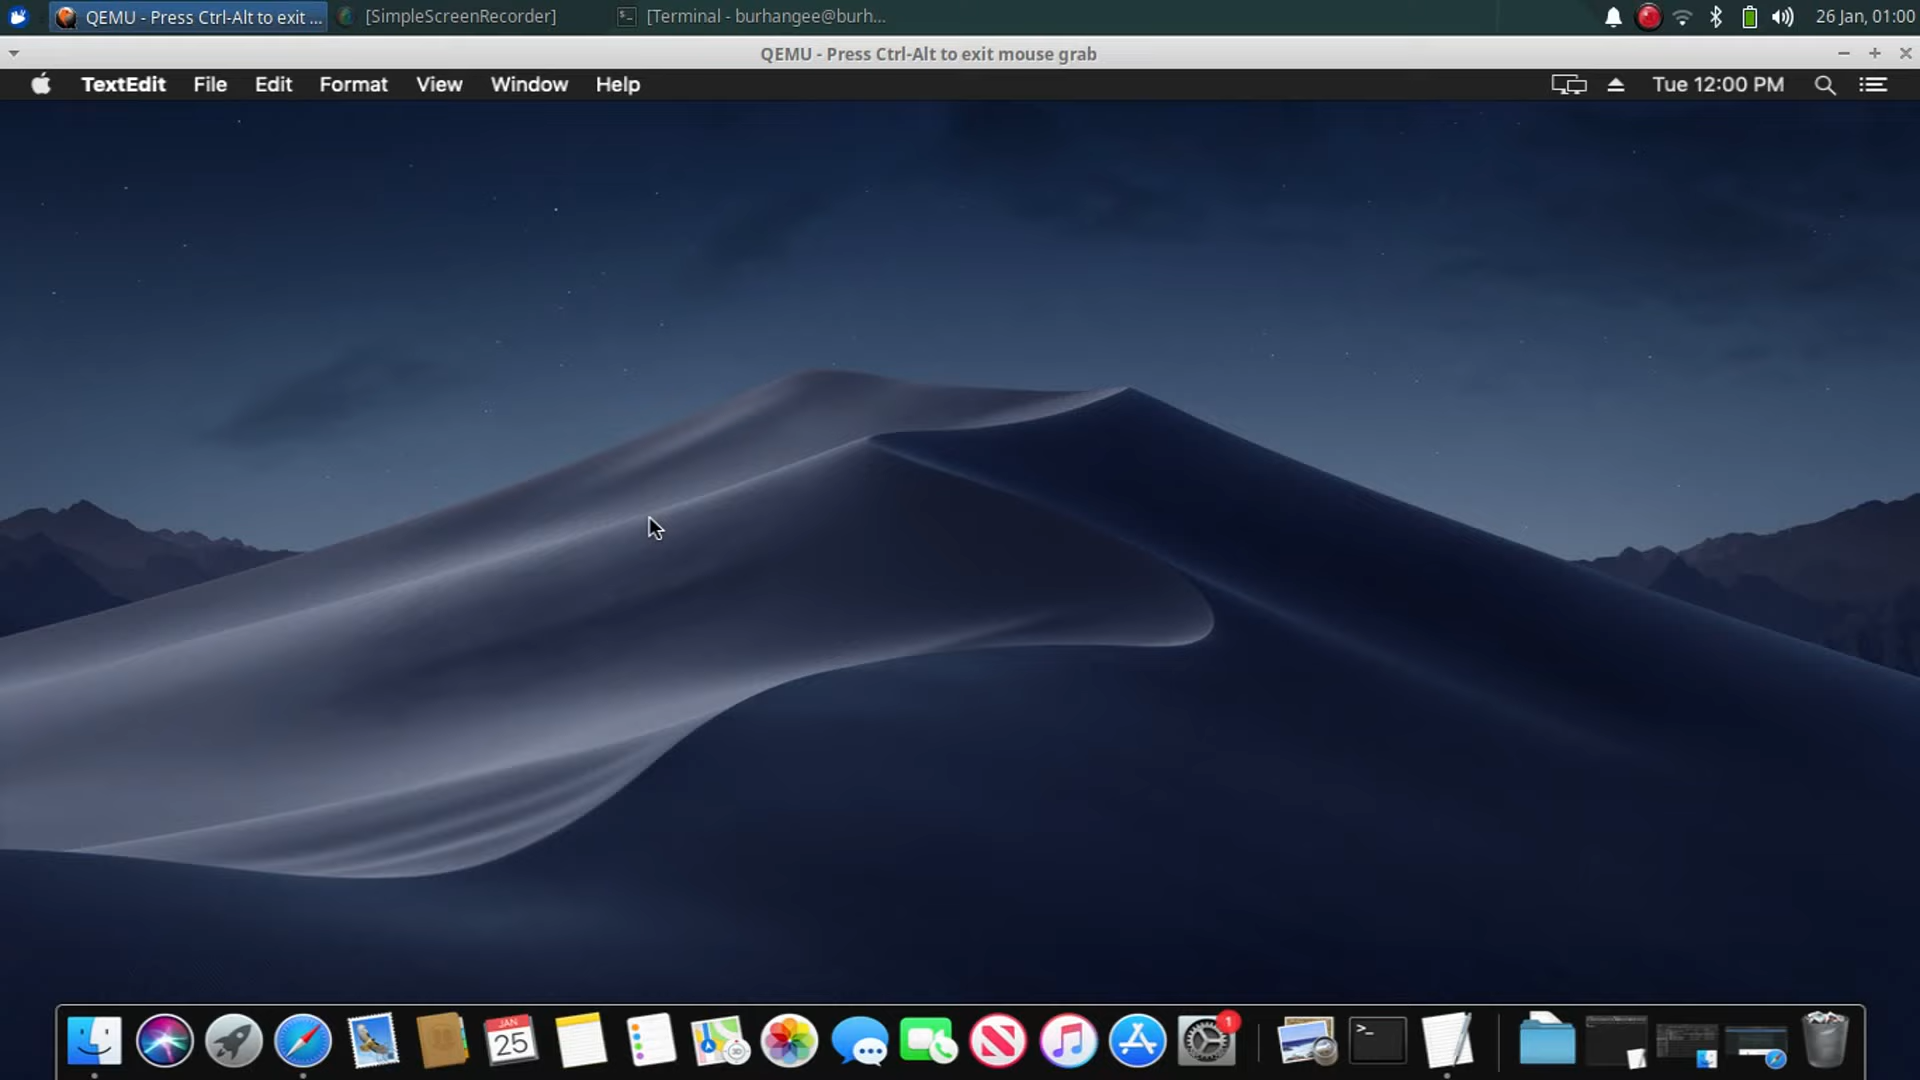 QEMU - Press Ctrl-Alt to exit ...
[SimpleScreenRecorder]
[Terminal - burhangee@burh...
26 Jan, 01:00
QEMU - Press Ctrl-Alt to exit mouse grab
TextEdit File Edit Format View Window Help
Tue 12:00 PM
JAN
25
3D
1
>_